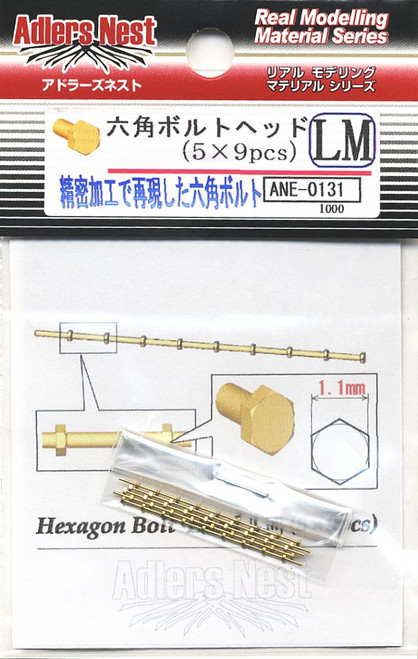 Adlers Nest
アドラーズネスト
Real Modelling
Material Series
リアル モデリング
マテリアル シリーズ
六角ボルトヘッド
(5×9pcs)
LM
精密加工で再現した六角ボルト
ANE-0131
1000
1.1mm
Hexagon Bolt
Adlers Nest